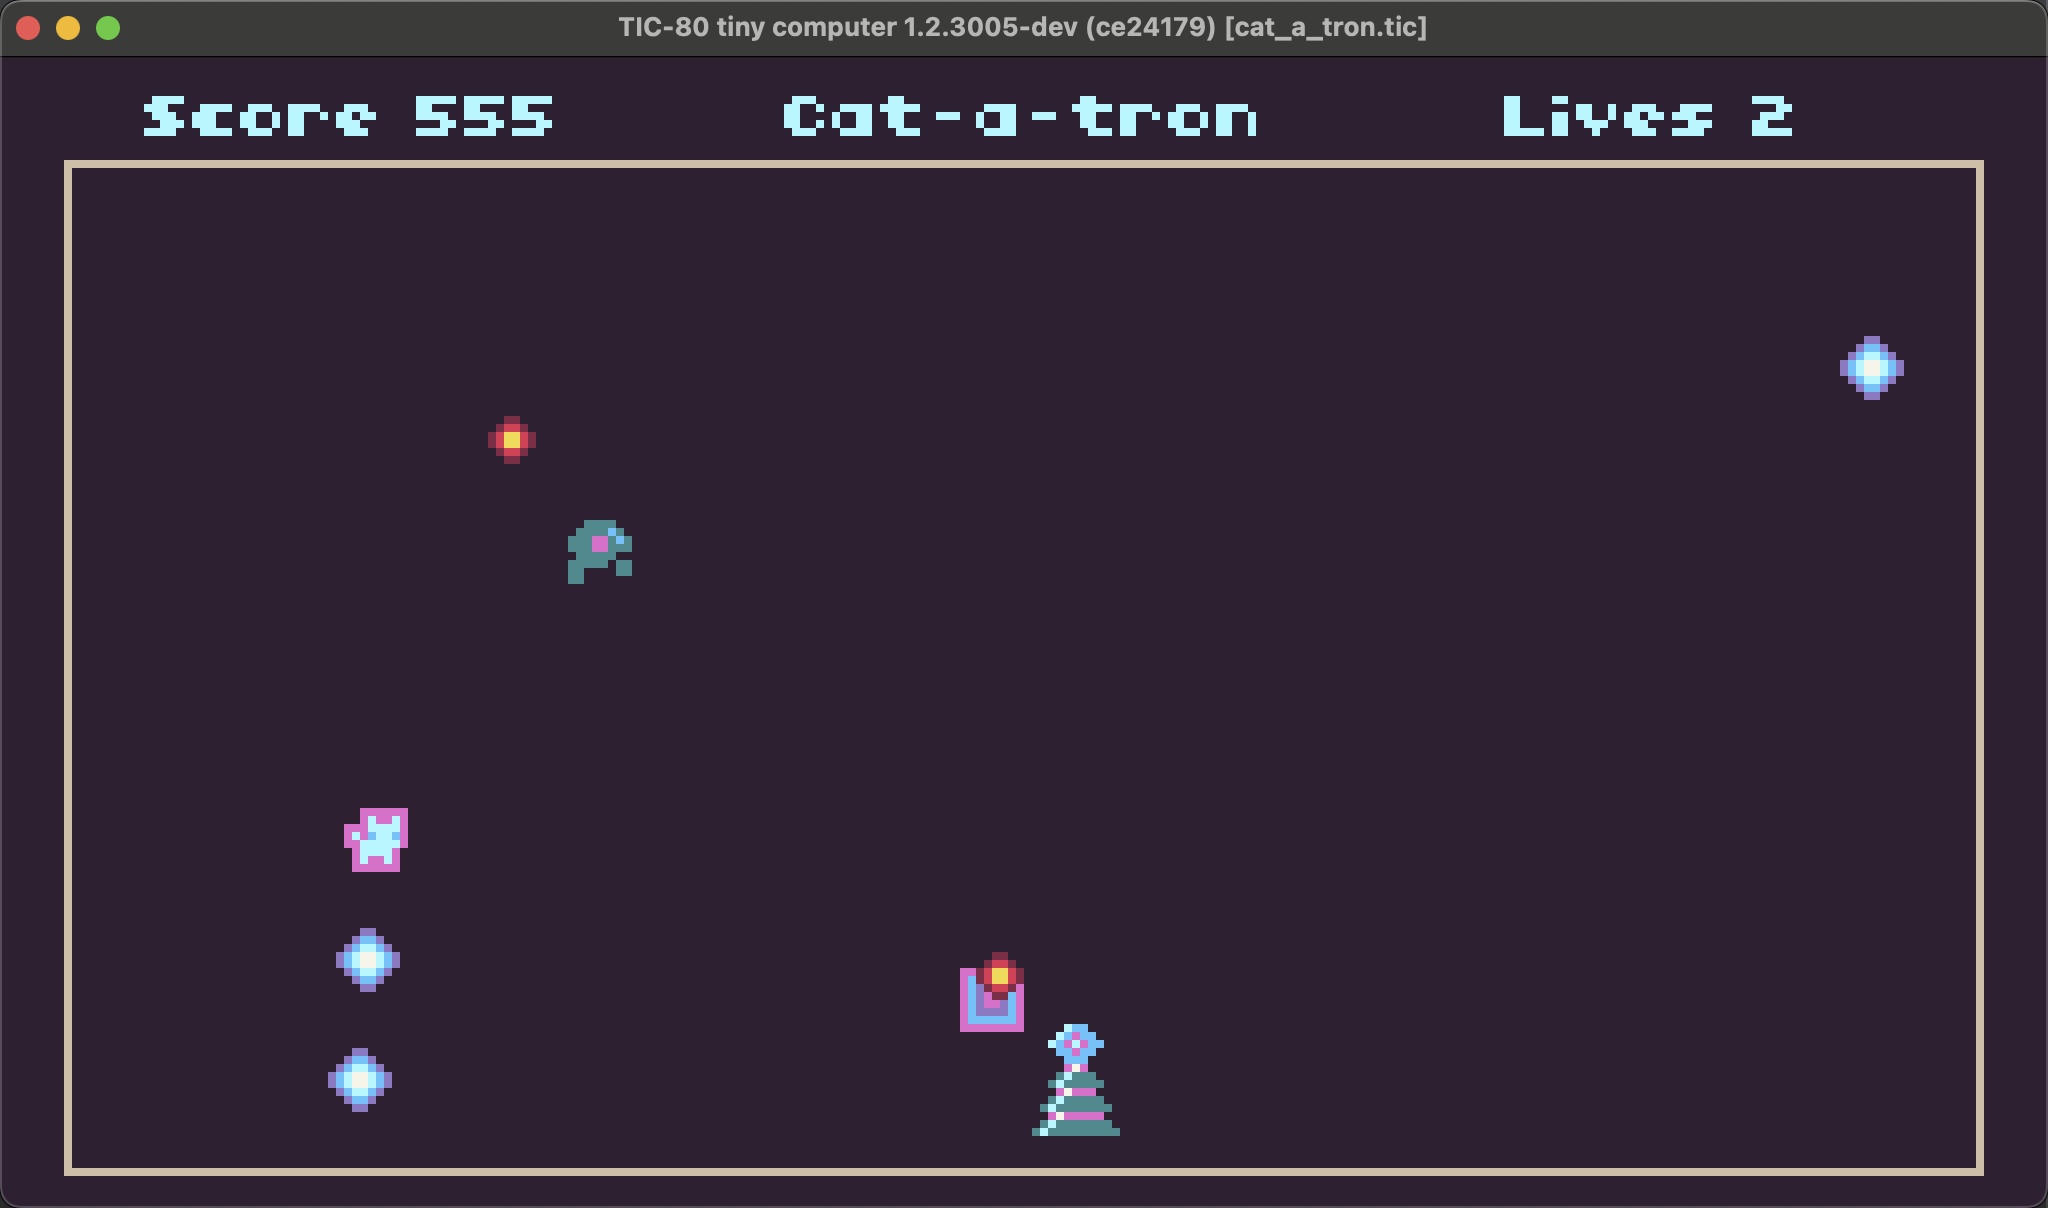 TIC-80 tiny computer 1.2.3005-dev (ce24179) [cat_a_tron.tic]
Score 555 Cat-a-tron Lives 2